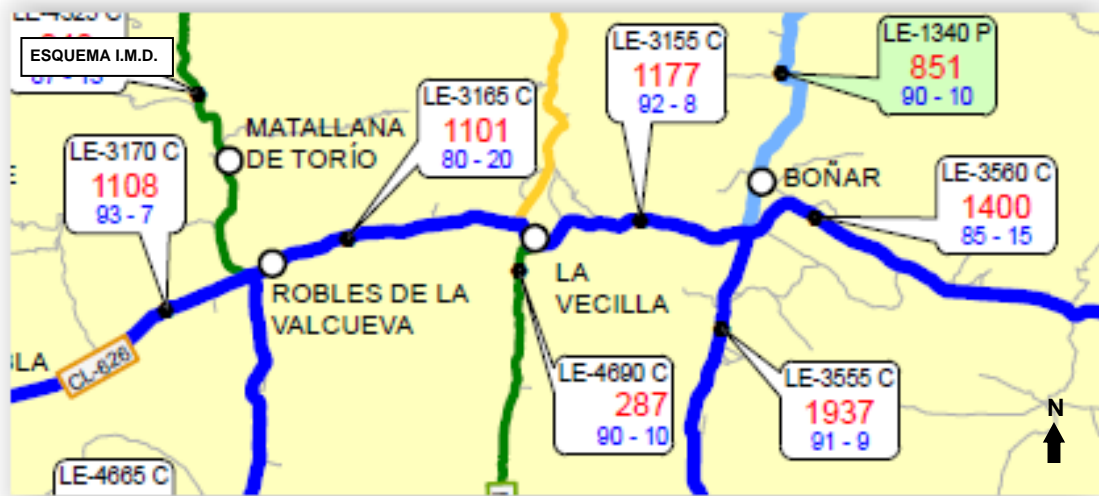 ESQUEMA I.M.D.
LE-3170 C
1108
93 - 7
MATALLANA
DE TORÍO
LE-3165 C
1101
80 - 20
LE-3155 C
1177
92 - 8
LE-1340 P
851
90 - 10
BOÑAR
LE-3560 C
1400
85 - 15
ROBLES DE LA
VALCUEVA
LA
VECILLA
CL-626
LE-4690 C
287
90 - 10
LE-3555 C
1937
91 - 9
N
LE-4665 C